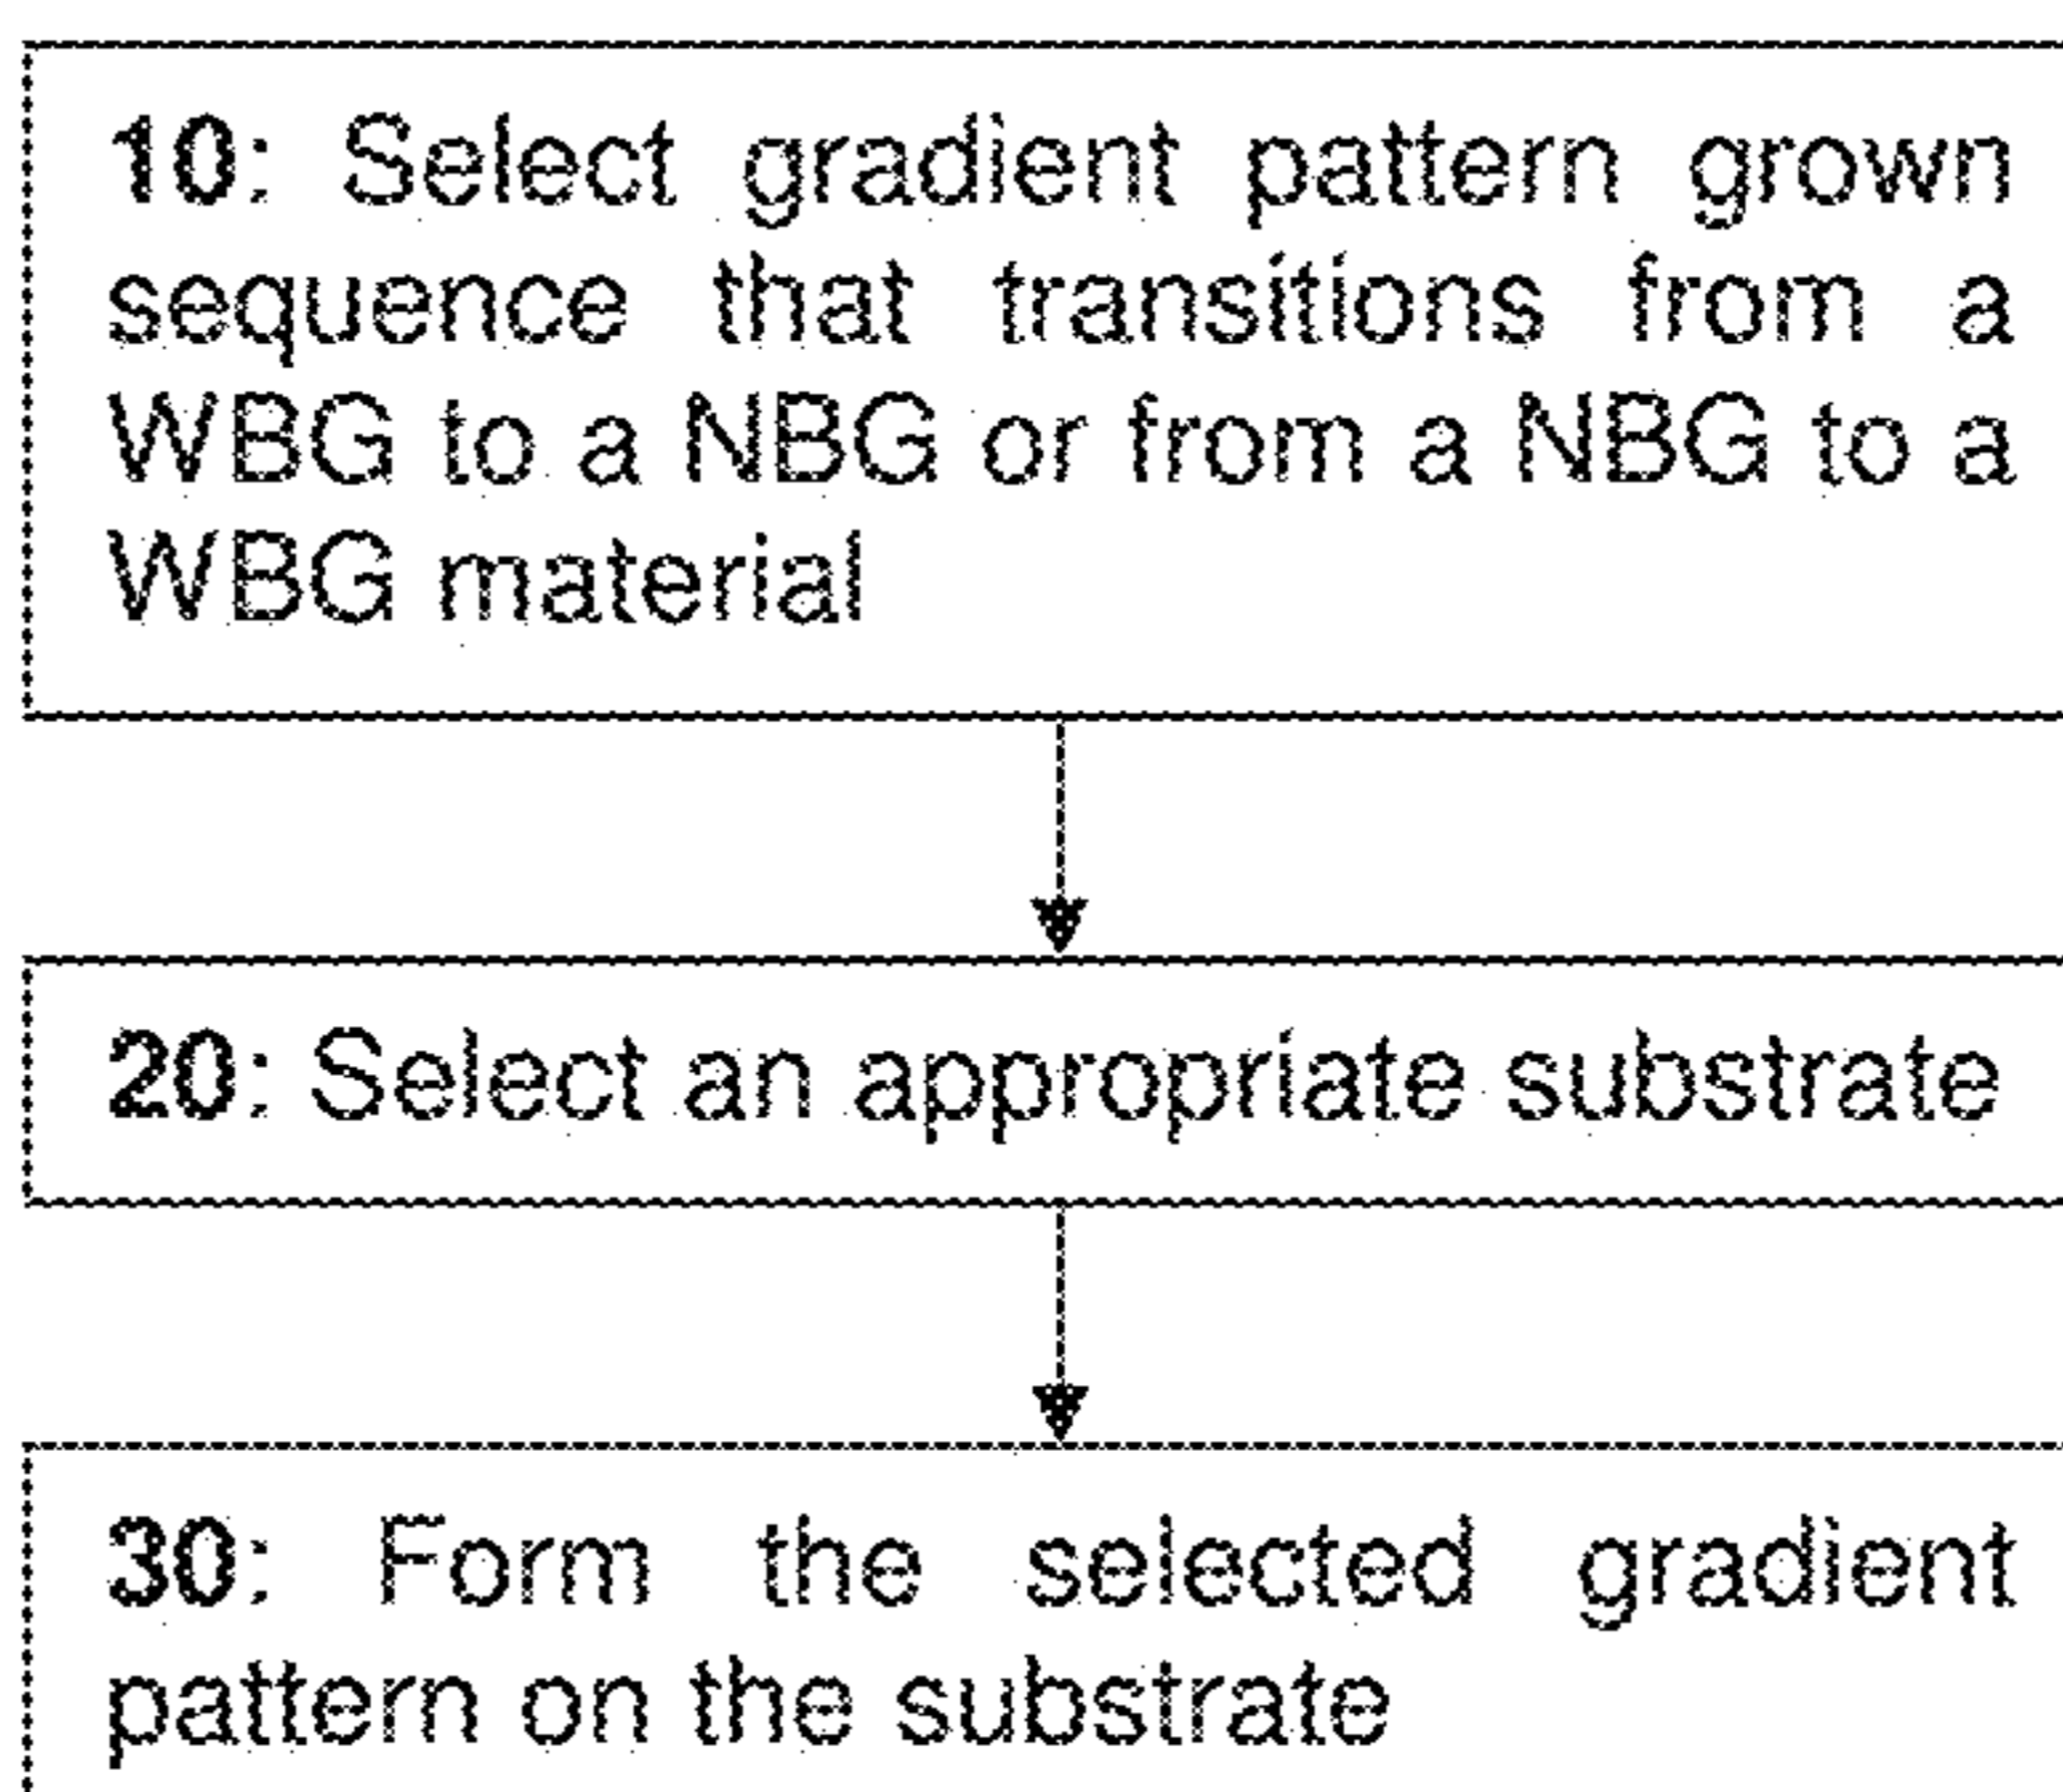 10: Select gradient pattern grown
sequence that transitions from a
WBG to a NBG or from a NBG to a
WBG material
20: Select an appropriate substrate
30: Form the selected gradient
pattern on the substrate